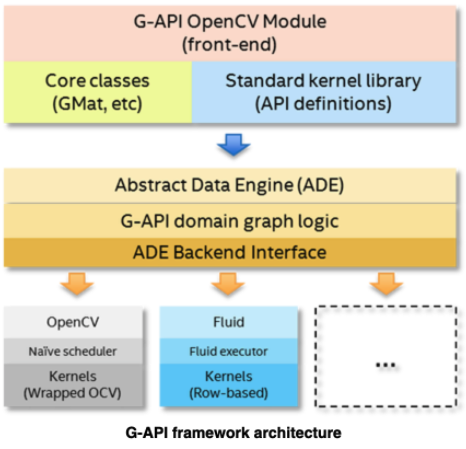 G-API OpenCV Module
(front-end)
Core classes
(GMat, etc)
Standard kernel library
(API definitions)
Abstract Data Engine (ADE)
G-API domain graph logic
ADE Backend Interface
OpenCV
Naïve scheduler
Kernels
(Wrapped OCV)
Fluid
Fluid executor
Kernels
(Row-based)
...
G-API framework architecture